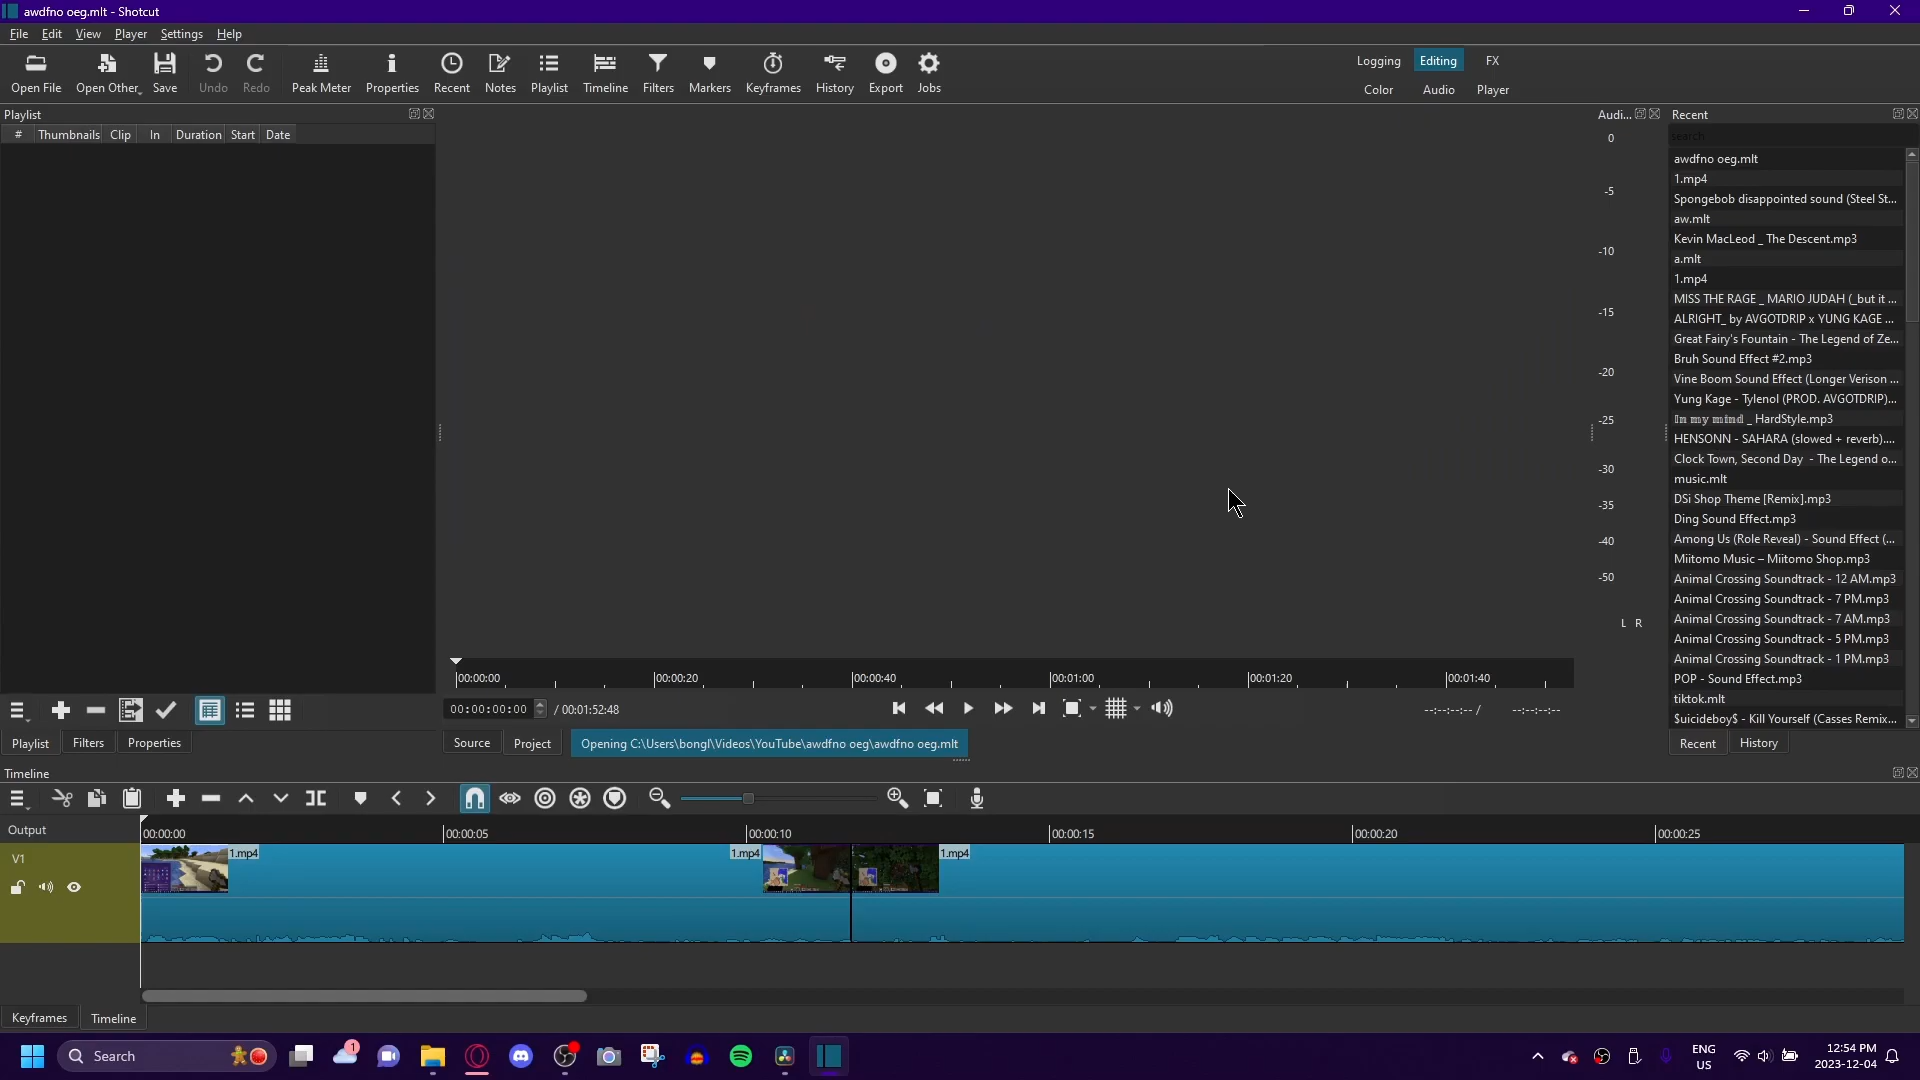 awdfno oeg.mlt - Shotcut
File Edit View Player Settings Help
Open File Open Other Save Undo Redo Peak Meter Properties Recent Notes Playlist Timeline Filters Markers Keyframes History Export Jobs
Logging Editing FX
Color Audio Player
Playlist
# Thumbnails Clip In Duration Start Date
Audi...
0
-5
-10
-15
-20
-25
-30
-35
-40
-50
L R
Recent
search
awdfno oeg.mlt
1.mp4
Spongebob disappointed sound (Steel St...
aw.mlt
Kevin MacLeod _ The Descent.mp3
a.mlt
1.mp4
MISS THE RAGE _ MARIO JUDAH (_but it ...
ALRIGHT_ by AVGOTDRIP x YUNG KAGE ...
Great Fairy's Fountain - The Legend of Ze...
Bruh Sound Effect #2.mp3
Vine Boom Sound Effect (Longer Verison ...
Yung Kage - Tylenol (PROD. AVGOTDRIP)...
𝕀𝕟 𝕞𝕪 𝕞𝕚𝕟𝕕 _ HardStyle.mp3
HENSONN - SAHARA (slowed + reverb)....
Clock Town, Second Day - The Legend o...
music.mlt
DSi Shop Theme [Remix].mp3
Ding Sound Effect.mp3
Among Us (Role Reveal) - Sound Effect (...
Miitomo Music – Miitomo Shop.mp3
Animal Crossing Soundtrack - 12 AM.mp3
Animal Crossing Soundtrack - 7 PM.mp3
Animal Crossing Soundtrack - 7 AM.mp3
Animal Crossing Soundtrack - 5 PM.mp3
Animal Crossing Soundtrack - 1 PM.mp3
POP - Sound Effect.mp3
tiktok.mlt
$uicideboy$ - Kill Yourself (Casses Remix...
Recent History
00:00:00 00:00:20 00:00:40 00:01:00 00:01:20 00:01:40
00:00:00:00 / 00:01:52:48
--:--:--:-- / --:--:--:--
Playlist Filters Properties
Source Project Opening C:\Users\bongl\Videos\YouTube\awdfno oeg\awdfno oeg.mlt
Timeline
Output
00:00:00 00:00:05 00:00:10 00:00:15 00:00:20 00:00:25
V1
1.mp4 1.mp4 1.mp4
Keyframes Timeline
Search
1
ENG
US
12:54 PM
2023-12-04